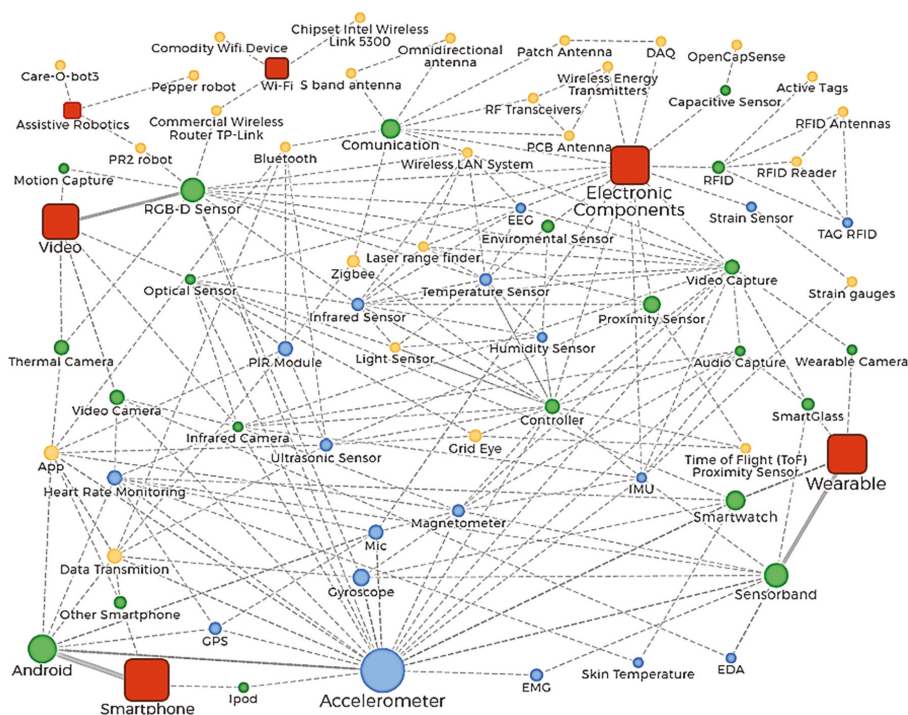 Chipset Intel Wireless
Link 5300
Comodity Wifi Device
Omnidirectional
antenna
Patch Antenna
DAQ
OpenCapSense
Care-O-bot3
Pepper robot
Wi-Fi
S band antenna
Wireless Energy
Transmitters
Capacitive Sensor
Active Tags
Assistive Robotics
Commercial Wireless
Router TP-Link
RF Transceivers
RFID Antennas
Comunication
PCB Antenna
PR2 robot
Bluetooth
Wireless LAN System
Motion Capture
RGB-D Sensor
Electronic
Components
RFID
RFID Reader
Video
EEG
Enviromental Sensor
Strain Sensor
TAG RFID
Optical Sensor
Zigbee
Laser range finder
Temperature Sensor
Video Capture
Strain gauges
Infrared Sensor
Proximity Sensor
Thermal Camera
PIR Module
Light Sensor
Humidity Sensor
Audio Capture
Wearable Camera
Video Camera
Controller
SmartGlass
Infrared Camera
Ultrasonic Sensor
Grid Eye
Time of Flight (ToF)
Proximity Sensor
App
Heart Rate Monitoring
IMU
Wearable
Magnetometer
Smartwatch
Mic
Data Transmition
Gyroscope
Sensorband
Other Smartphone
GPS
Android
Skin Temperature
EDA
Smartphone
Ipod
Accelerometer
EMG